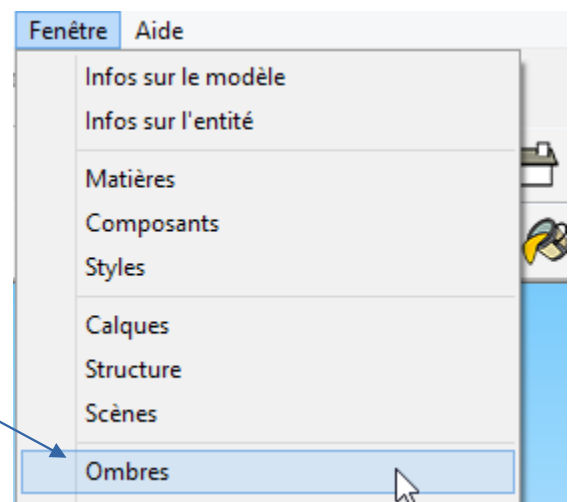 Fenêtre Aide
Infos sur le modèle
Infos sur l'entité
Matières
Composants
Styles
Calques
Structure
Scènes
Ombres